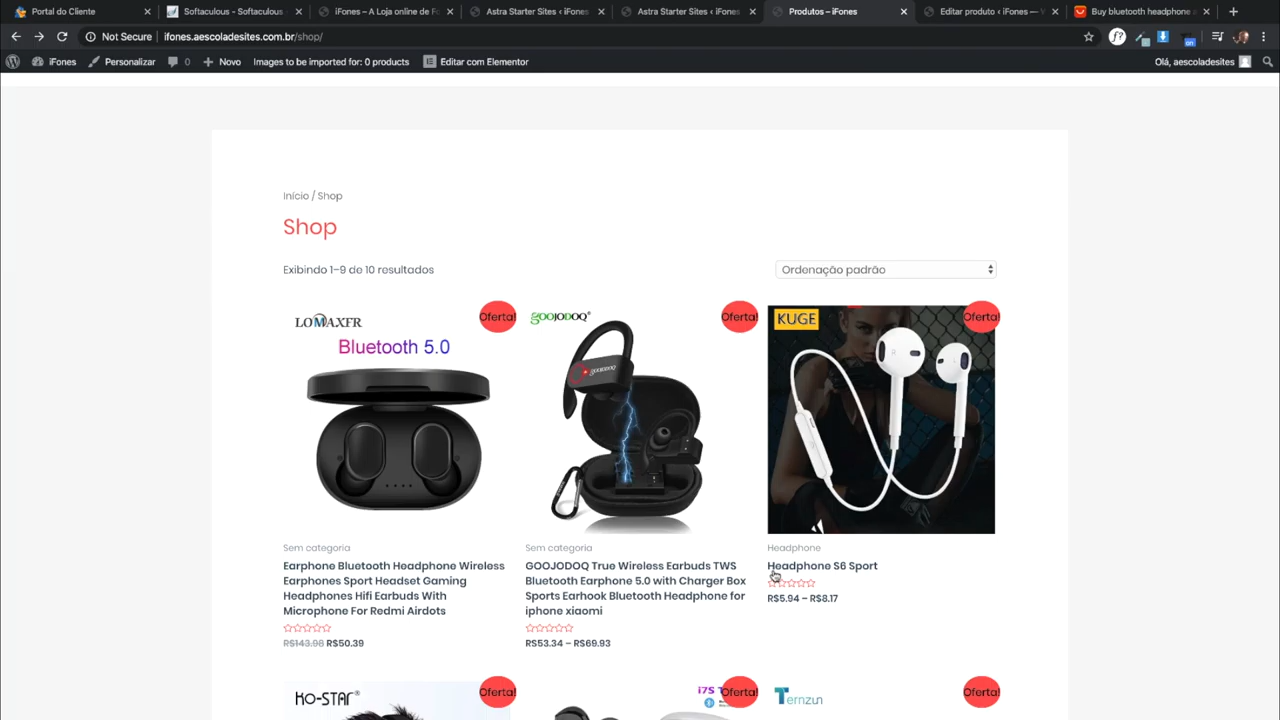 Portal do Cliente
Softaculous - Softaculous -
iFones – A Loja online de Fo
Astra Starter Sites ‹ iFones
Astra Starter Sites ‹ iFones
Produtos – iFones
Editar produto ‹ iFones — W
Buy bluetooth headphone a
Not Secure
ifones.aescoladesites.com.br/shop/
iFones
Personalizar
0
Novo
Images to be imported for: 0 products
Editar com Elementor
Olá, aescoladesites
Início / Shop
Shop
Exibindo 1–9 de 10 resultados
Ordenação padrão
LOMAXFR
Bluetooth 5.0
Oferta!
GOOJODOQ®
GOOJODOQ
Oferta!
KUGE
Oferta!
Sem categoria
Earphone Bluetooth Headphone Wireless
Earphones Sport Headset Gaming
Headphones Hifi Earbuds With
Microphone For Redmi Airdots
R$143.98 R$50.39
Sem categoria
GOOJODOQ True Wireless Earbuds TWS
Bluetooth Earphone 5.0 with Charger Box
Sports Earhook Bluetooth Headphone for
iphone xiaomi
R$53.34 – R$69.93
Headphone
Headphone S6 Sport
R$5.94 – R$8.17
KO-STAR®
Oferta!
i7S T
Oferta!
Ternzun
Oferta!